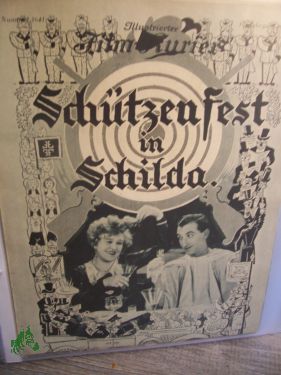 Illustrierter
Film-Kurier
Schützenfest
in
Schilda.